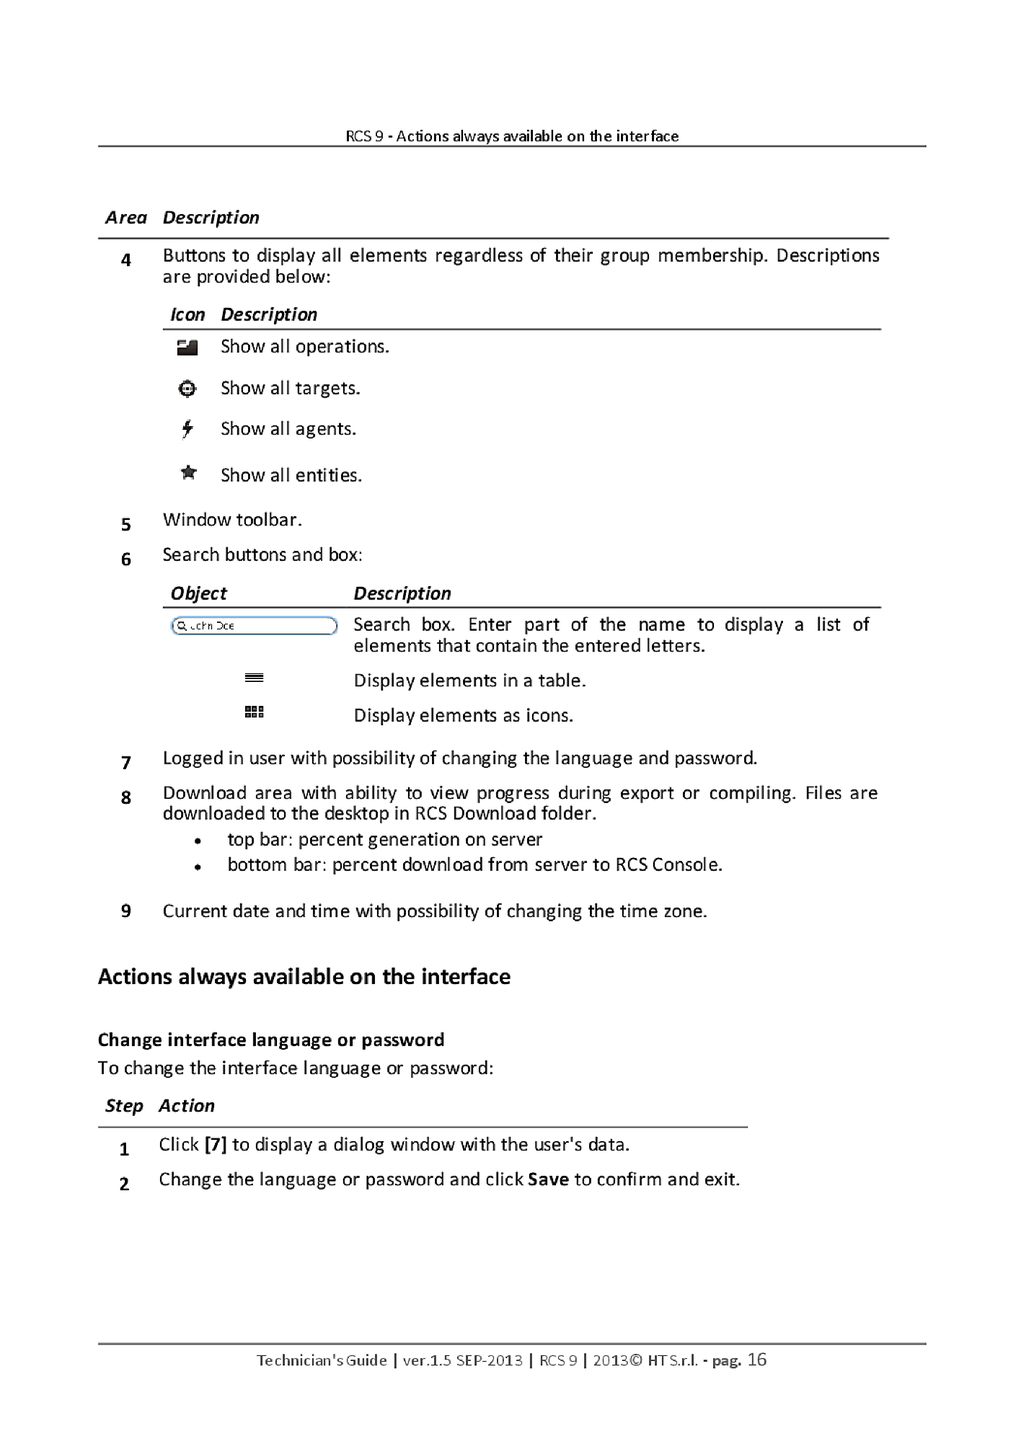 RCS 9 - Actions always available on the interface
Area Description
4 Buttons to display all elements regardless of their group membership. Descriptions
are provided below:
Icon Description
Show all operations.
Show all targets.
Show all agents.
Show all entities.
5 Window toolbar.
6 Search buttons and box:
Object Description
John Doe Search box. Enter part of the name to display a list of
elements that contain the entered letters.
Display elements in a table.
Display elements as icons.
7 Logged in user with possibility of changing the language and password.
8 Download area with ability to view progress during export or compiling. Files are
downloaded to the desktop in RCS Download folder.
• top bar: percent generation on server
• bottom bar: percent download from server to RCS Console.
9 Current date and time with possibility of changing the time zone.
Actions always available on the interface
Change interface language or password
To change the interface language or password:
Step Action
1 Click [7] to display a dialog window with the user's data.
2 Change the language or password and click Save to confirm and exit.
Technician's Guide | ver.1.5 SEP-2013 | RCS 9 | 2013© HT S.r.l. - pag. 16